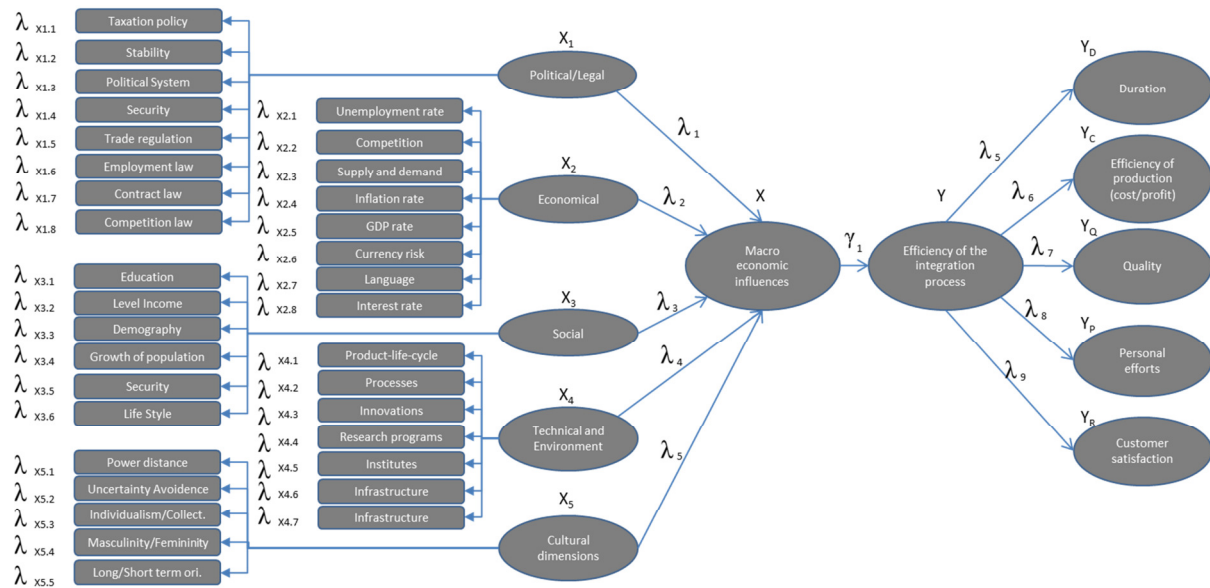 λ X1.1 Taxation policy
λ X1.2 Stability
λ X1.3 Political System
λ X1.4 Security
λ X1.5 Trade regulation
λ X1.6 Employment law
λ X1.7 Contract law
λ X1.8 Competition law
X1
Political/Legal
λ X2.1 Unemployment rate
λ X2.2 Competition
λ X2.3 Supply and demand
λ X2.4 Inflation rate
λ X2.5 GDP rate
λ X2.6 Currency risk
λ X2.7 Language
λ X2.8 Interest rate
X2
Economical
λ X3.1 Education
λ X3.2 Level Income
λ X3.3 Demography
λ X3.4 Growth of population
λ X3.5 Security
λ X3.6 Life Style
X3
Social
λ X4.1 Product-life-cycle
λ X4.2 Processes
λ X4.3 Innovations
λ X4.4 Research programs
λ X4.5 Institutes
λ X4.6 Infrastructure
λ X4.7 Infrastructure
X4
Technical and
Environment
λ X5.1 Power distance
λ X5.2 Uncertainty Avoidence
λ X5.3 Individualism/Collect.
λ X5.4 Masculinity/Femininity
λ X5.5 Long/Short term ori.
X5
Cultural
dimensions
λ 1
λ 2
λ 3
λ 4
λ 5
X
Macro
economic
influences
γ 1
Y
Efficiency of the
integration
process
λ 5
λ 6
λ 7
λ 8
λ 9
YD
Duration
YC
Efficiency of
production
(cost/profit)
YQ
Quality
YP
Personal
efforts
YR
Customer
satisfaction